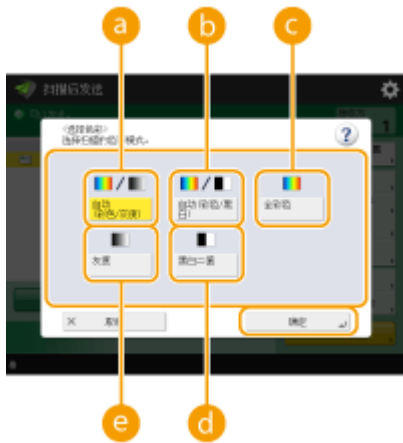 a
b
c
扫描后发送
1
<选择色彩>
选择扫描的色彩模式。
?
自动
(彩色/灰度)
自动(彩色/黑
白)
全彩色
灰度
黑白二值
× 取消
确定
e
d